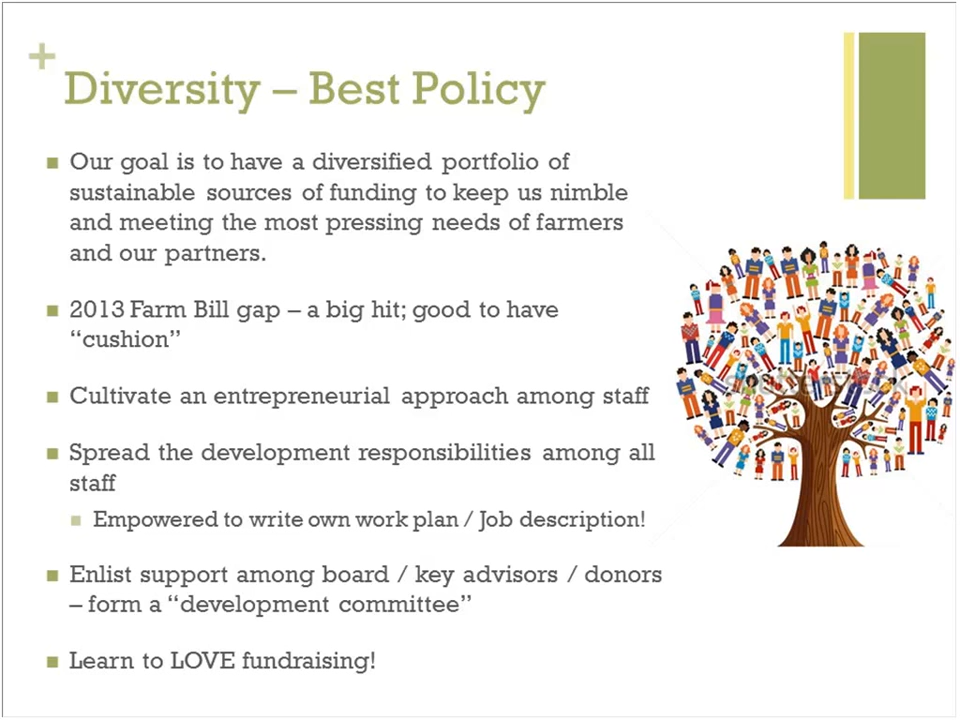 +
Diversity – Best Policy
Our goal is to have a diversified portfolio of
sustainable sources of funding to keep us nimble
and meeting the most pressing needs of farmers
and our partners.
2013 Farm Bill gap – a big hit; good to have
“cushion”
Cultivate an entrepreneurial approach among staff
Spread the development responsibilities among all
staff
Empowered to write own work plan / Job description!
Enlist support among board / key advisors / donors
– form a “development committee”
Learn to LOVE fundraising!